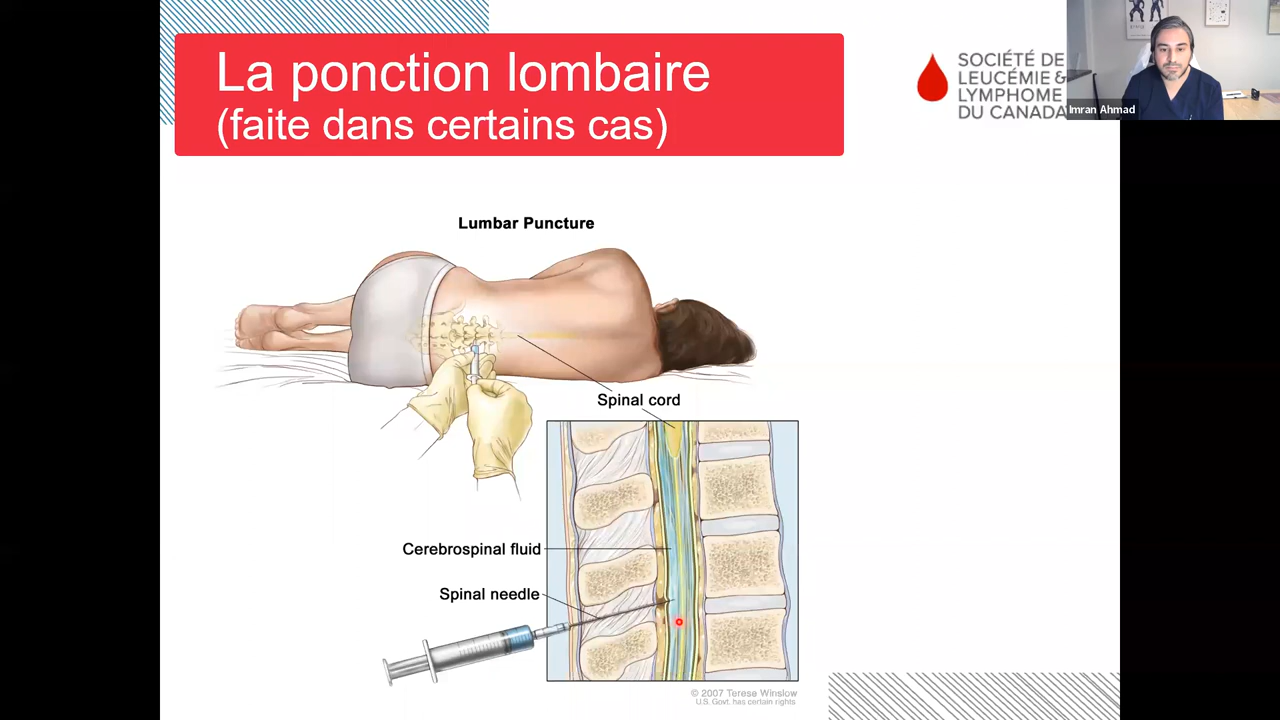 La ponction lombaire
(faite dans certains cas)
SOCIÉTÉ DE
LEUCÉMIE &
LYMPHOME
DU CANADA
Imran Ahmad
Lumbar Puncture
Spinal cord
Cerebrospinal fluid
Spinal needle
© 2007 Terese Winslow
U.S. Govt. has certain rights